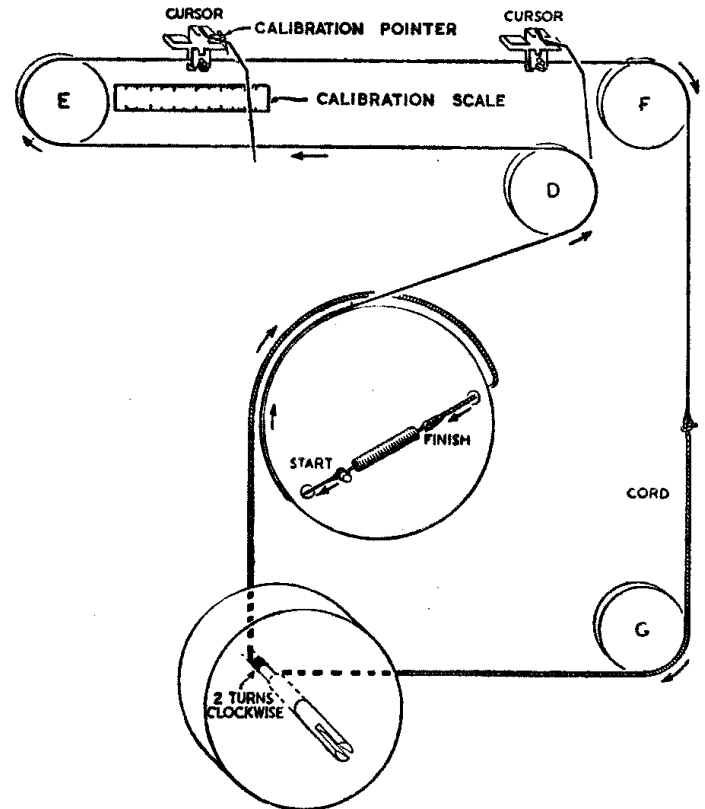 CURSOR
CURSOR
CALIBRATION POINTER
E
CALIBRATION SCALE
F
D
START
FINISH
CORD
G
2 TURNS
CLOCKWISE